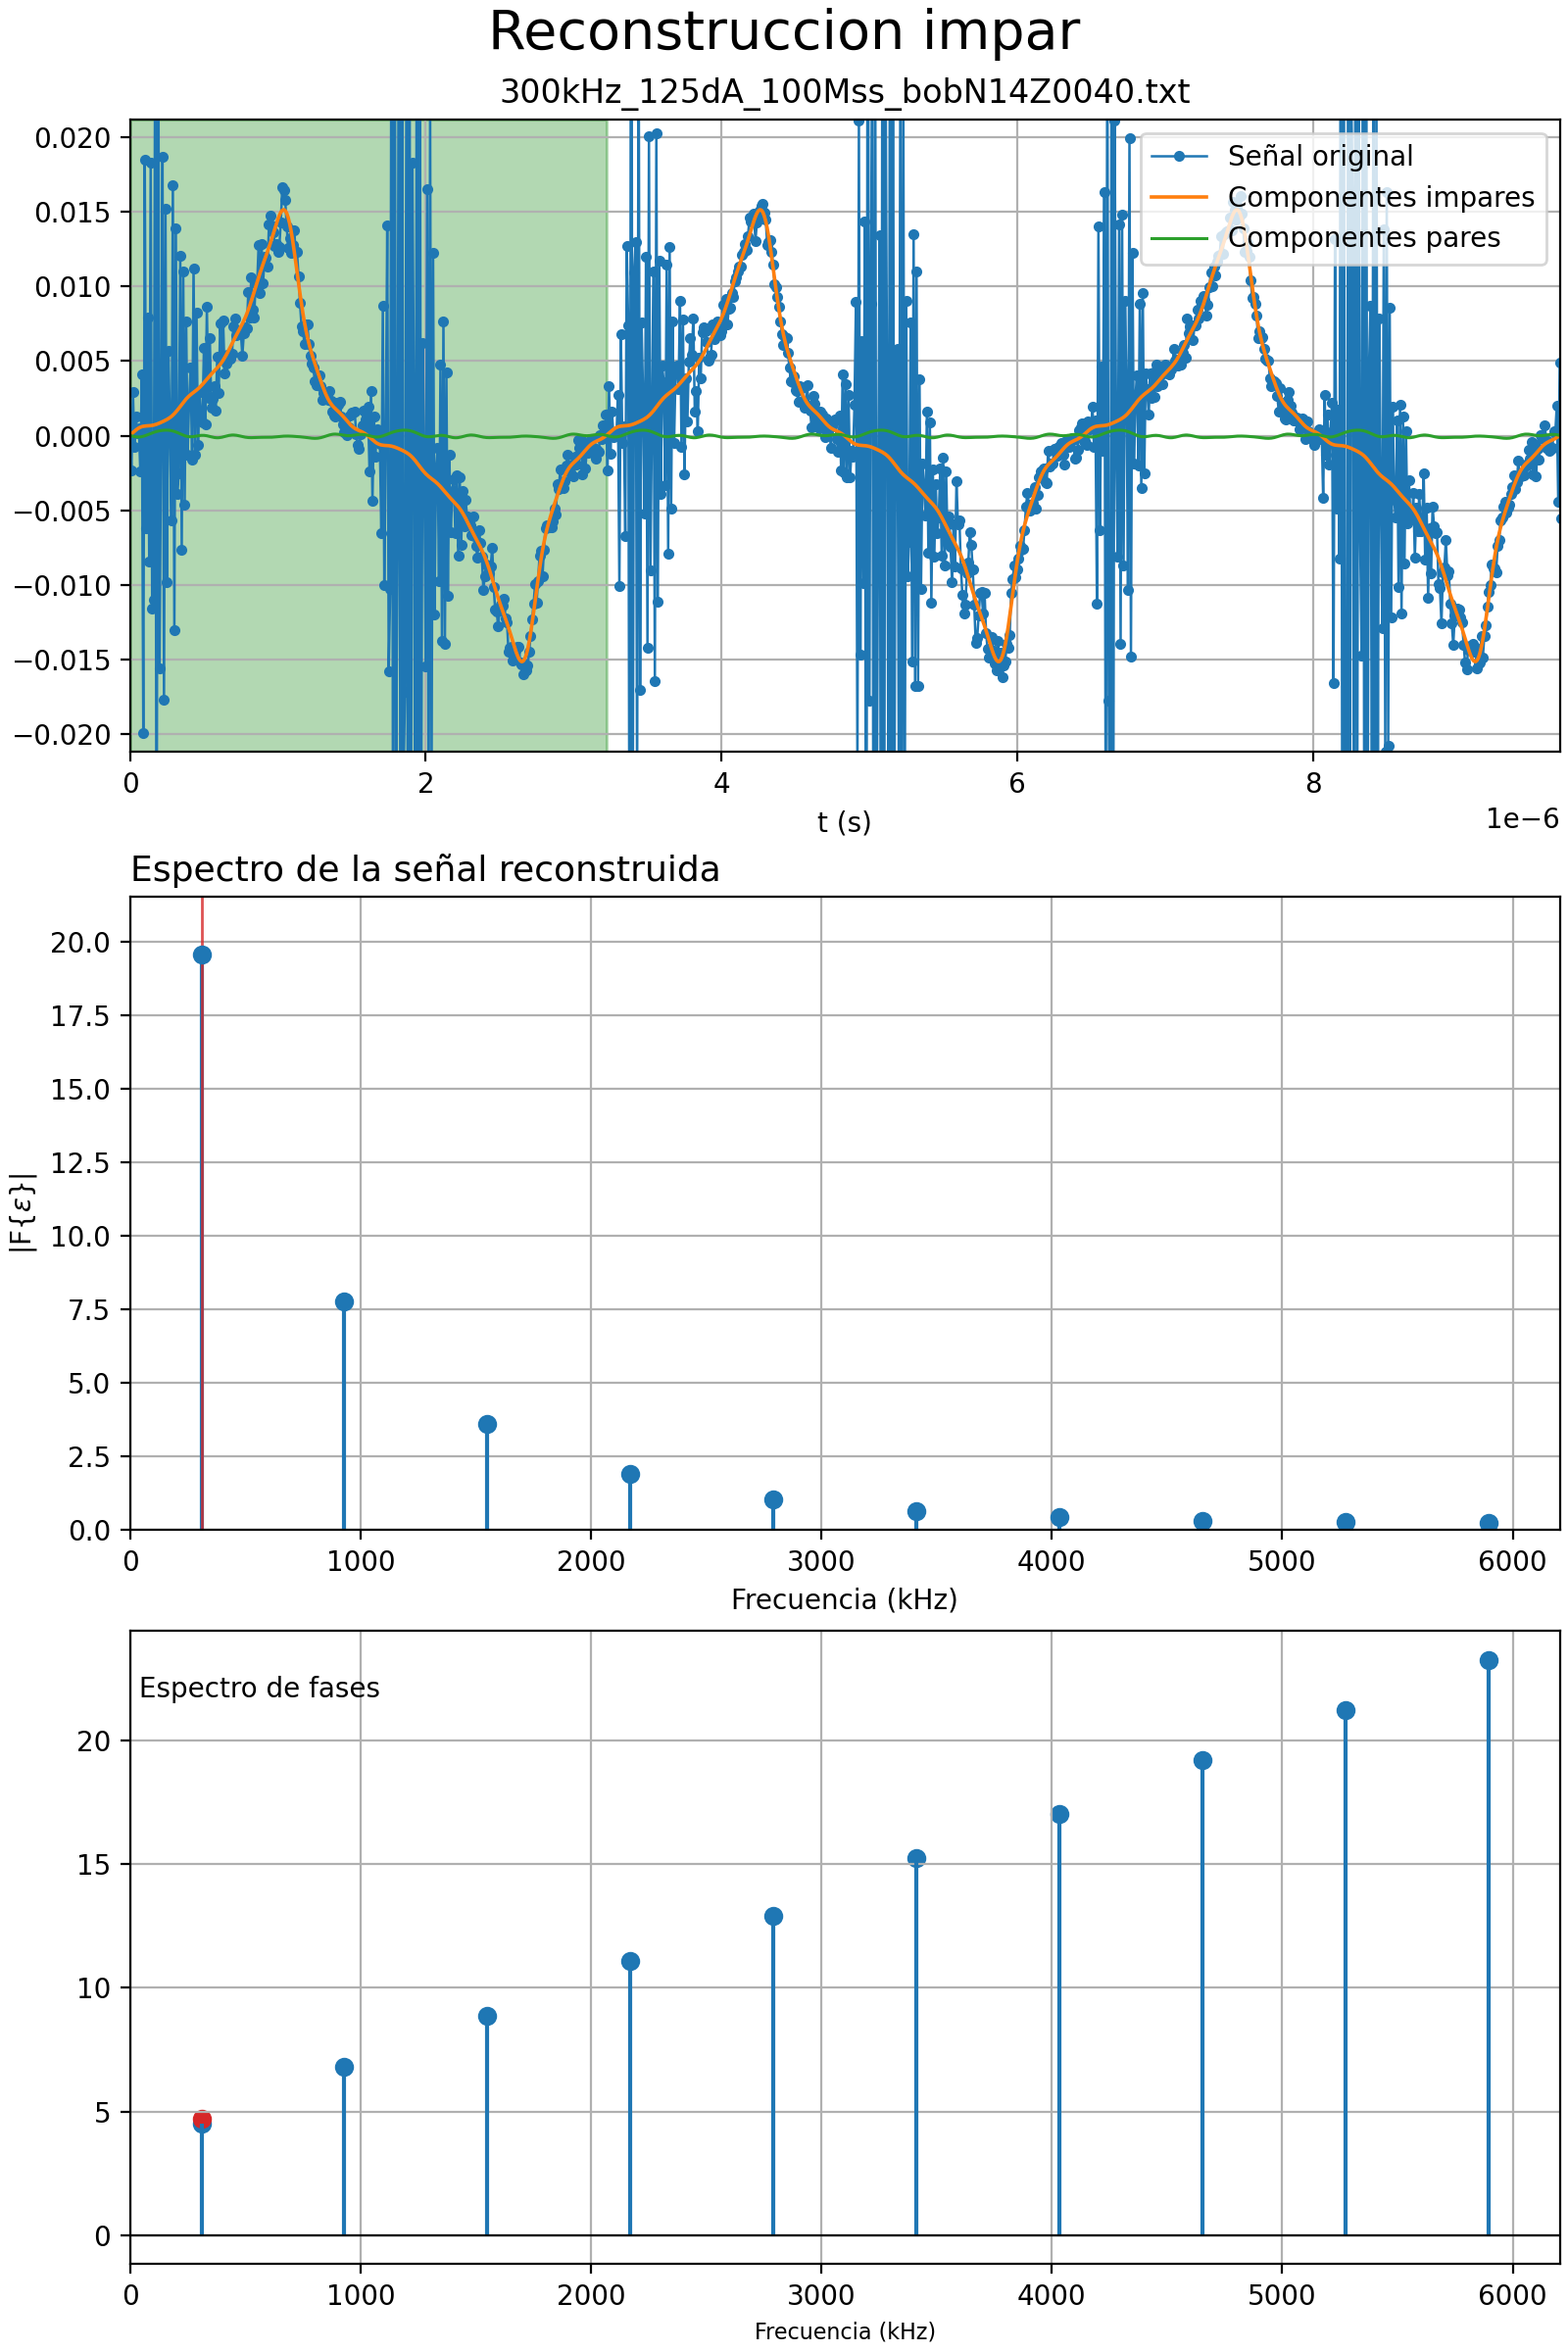 Reconstruccion impar
300kHz_125dA_100Mss_bobN14Z0040.txt
0.020
0.015
0.010
0.005
0.000
−0.005
−0.010
−0.015
−0.020
Señal original
Componentes impares
Componentes pares
0 2 4 6 8
t (s)
1e−6
Espectro de la señal reconstruida
|F{ε}|
20.0
17.5
15.0
12.5
10.0
7.5
5.0
2.5
0.0
0 1000 2000 3000 4000 5000 6000
Frecuencia (kHz)
Espectro de fases
20
15
10
5
0
0 1000 2000 3000 4000 5000 6000
Frecuencia (kHz)